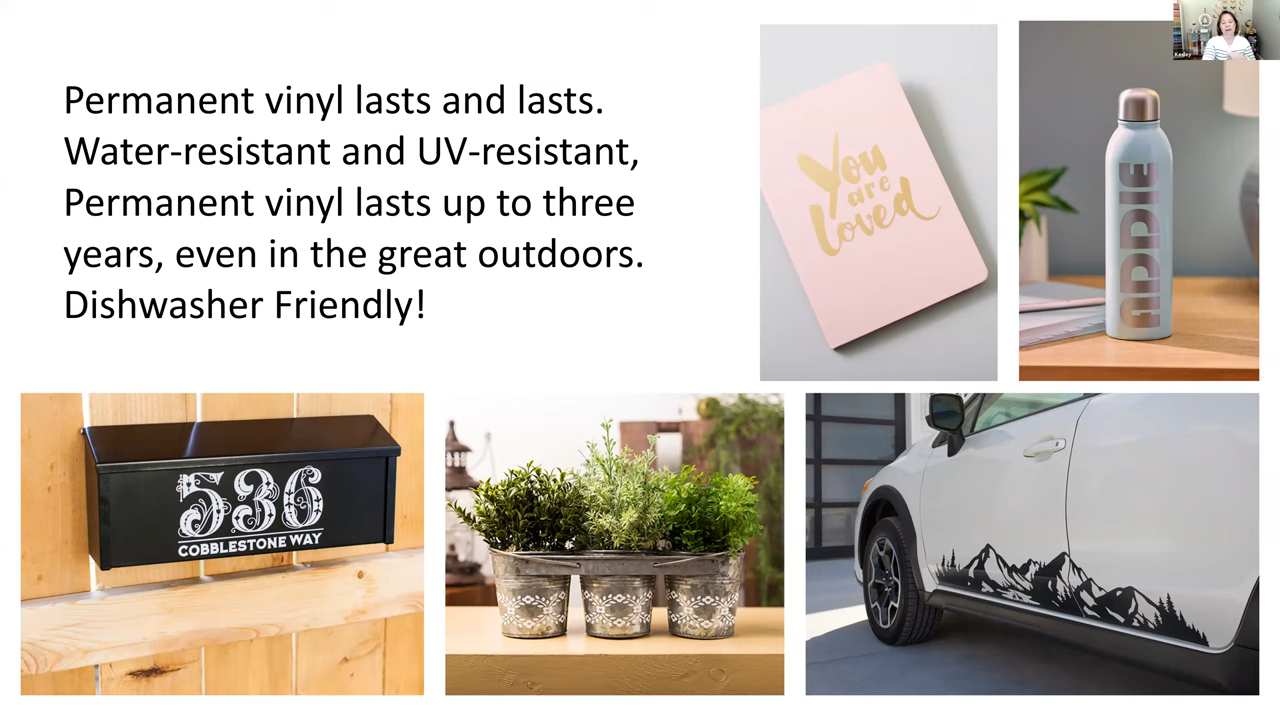 Permanent vinyl lasts and lasts.
Water-resistant and UV-resistant,
Permanent vinyl lasts up to three
years, even in the great outdoors.
Dishwasher Friendly!
You
are
loved
ADDIE
536
COBBLESTONE WAY